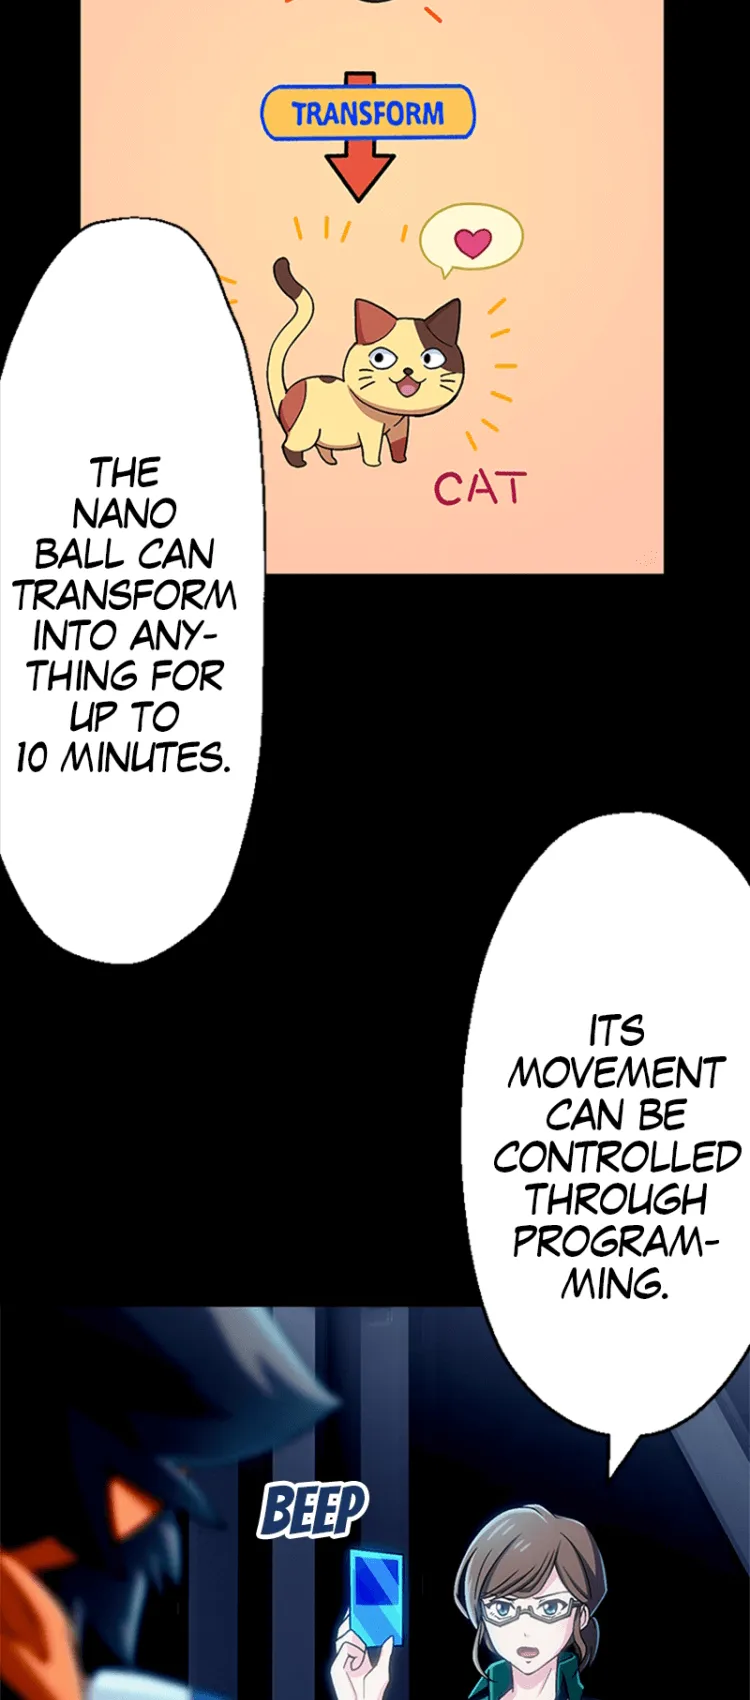 TRANSFORM
CAT
THE
NANO
BALL CAN
TRANSFORM
INTO ANY-
THING FOR
UP TO
10 MINUTES.
ITS
MOVEMENT
CAN BE
CONTROLLED
THROUGH
PROGRAM-
MING.
BEEP